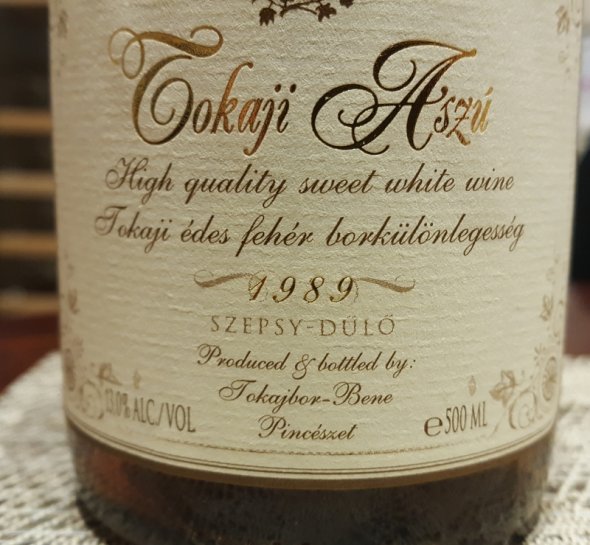 Tokaji Aszú
High quality sweet white wine
Tokaji édes fehér borkülönlegesség
1989
SZEPSY-DŰLŐ
Produced & bottled by:
Tokajbor-Bene
Pincészet
13.0% ALC/VOL
℮500 ML